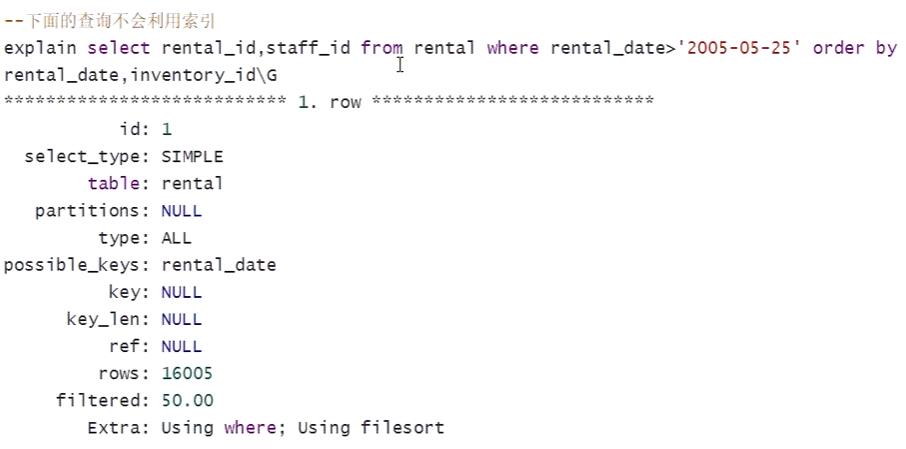 --下面的查询不会利用索引
explain select rental_id,staff_id from rental where rental_date>'2005-05-25' order by
rental_date,inventory_id\G
*************************** 1. row ***************************
id: 1
select_type: SIMPLE
table: rental
partitions: NULL
type: ALL
possible_keys: rental_date
key: NULL
key_len: NULL
ref: NULL
rows: 16005
filtered: 50.00
Extra: Using where; Using filesort